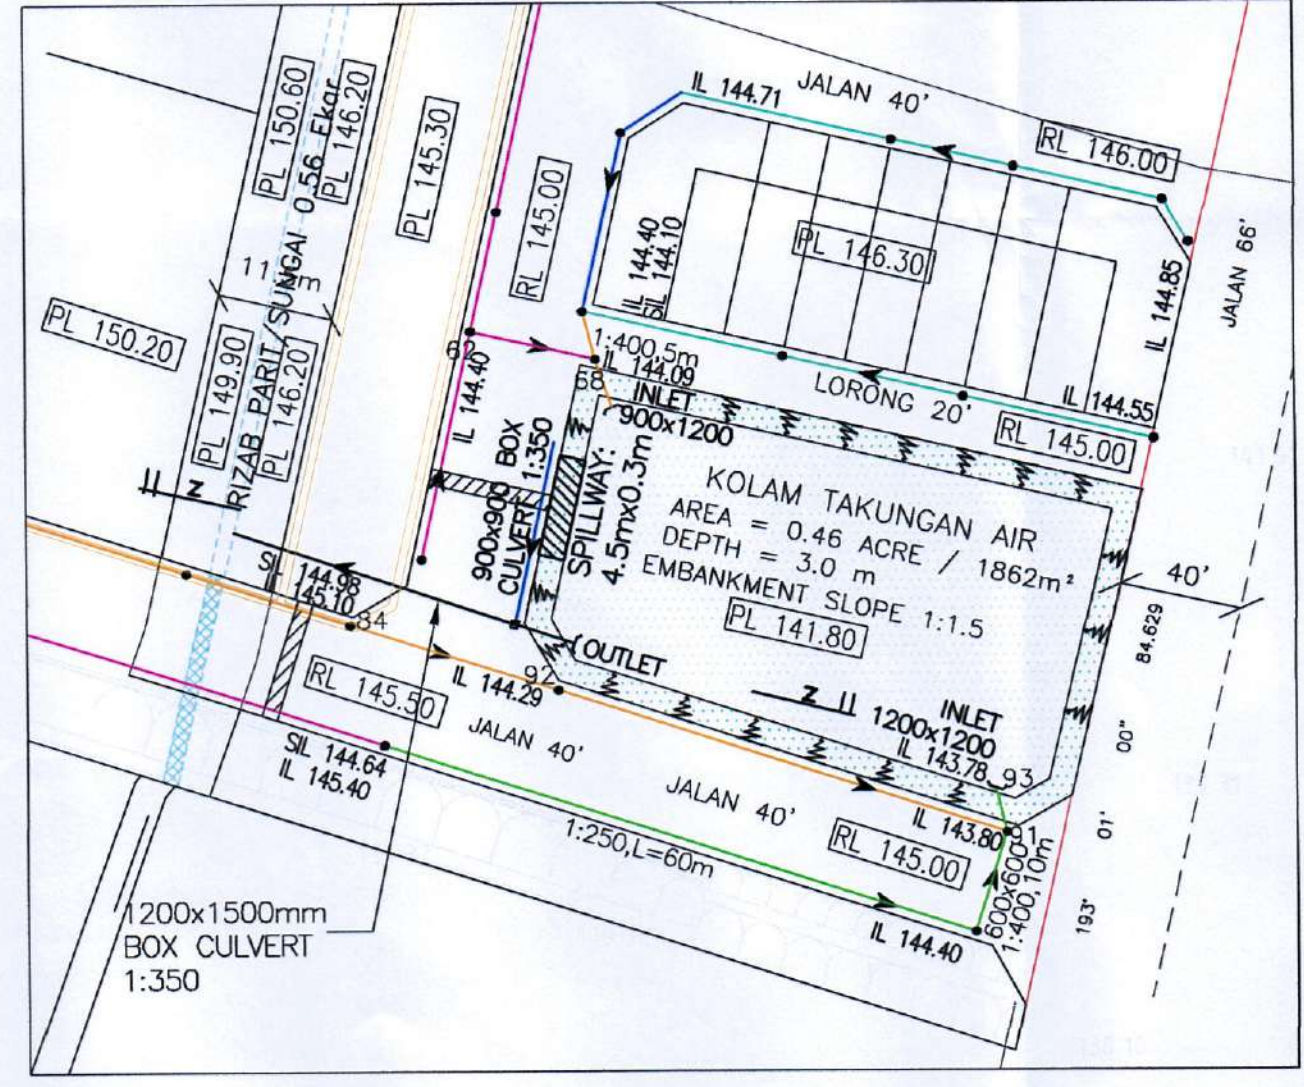 IL 144.71
JALAN 40'
RL 146.00
PL 150.60
0.56 Ekar
PL 146.20
PL 145.30
RL 145.00
IL 144.40
SIL 144.10
PL 146.30
IL 144.85
JALAN 66'
PL 150.20
PL 149.90
RIZAB PARIT/SUNGAI
PL 146.20
62
IL 144.40
1:400,5m
IL 144.09
68
INLET
900x1200
LORONG 20'
IL 144.55
RL 145.00
900x900 BOX
CULVERT 1:350
SPILLWAY:
4.5mx0.3m
KOLAM TAKUNGAN AIR
AREA = 0.46 ACRE / 1862m²
DEPTH = 3.0 m
EMBANKMENT SLOPE 1:1.5
PL 141.80
40'
84.629
N
SIL 144.98
IL 145.10
84
RL 145.50
IL 144.29
92
OUTLET
N
INLET
1200x1200
IL 143.78
93
JALAN 40'
JALAN 40'
SIL 144.64
IL 145.40
1:250,L=60m
IL 143.80
91
RL 145.00
600x600
1:400,10m
IL 144.40
193°
01'
00"
1200x1500mm
BOX CULVERT
1:350